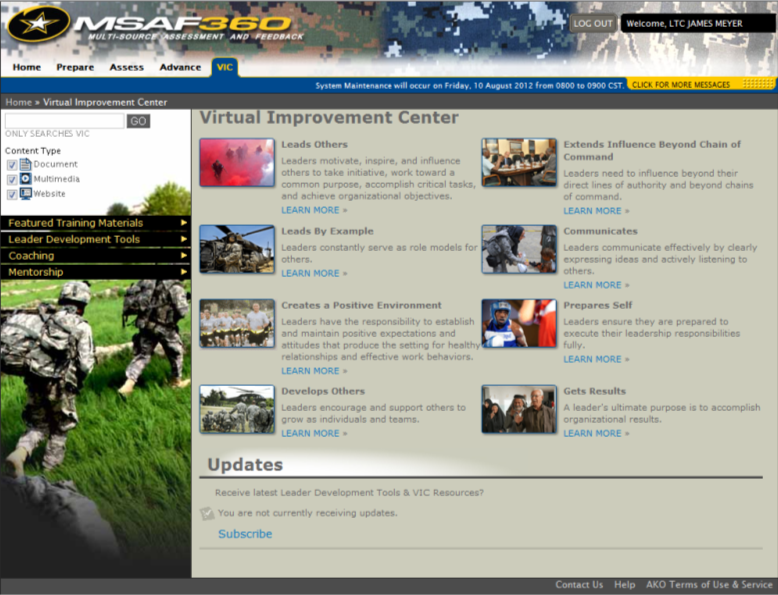 MSAF360
MULTI-SOURCE ASSESSMENT AND FEEDBACK
LOG OUT
Welcome, LTC JAMES MEYER
Home
Prepare
Assess
Advance
VIC
System Maintenance will occur on Friday, 10 August 2012 from 0800 to 0900 CST.
CLICK FOR MORE MESSAGES
Home » Virtual Improvement Center
GO
ONLY SEARCHES VIC
Content Type
Document
Multimedia
Website
Featured Training Materials
Leader Development Tools
Coaching
Mentorship
Virtual Improvement Center
Leads Others
Leaders motivate, inspire, and influence
others to take initiative, work toward a
common purpose, accomplish critical tasks,
and achieve organizational objectives.
LEARN MORE »
Extends Influence Beyond Chain of
Command
Leaders need to influence beyond their
direct lines of authority and beyond chains
of command.
LEARN MORE »
Leads By Example
Leaders constantly serve as role models for
others.
LEARN MORE »
Communicates
Leaders communicate effectively by clearly
expressing ideas and actively listening to
others.
LEARN MORE »
Creates a Positive Environment
Leaders have the responsibility to establish
and maintain positive expectations and
attitudes that produce the setting for healthy
relationships and effective work behaviors.
LEARN MORE »
Prepares Self
Leaders ensure they are prepared to
execute their leadership responsibilities
fully.
LEARN MORE »
Develops Others
Leaders encourage and support others to
grow as individuals and teams.
LEARN MORE »
Gets Results
A leader's ultimate purpose is to accomplish
organizational results.
LEARN MORE »
Updates
Receive latest Leader Development Tools & VIC Resources?
You are not currently receiving updates.
Subscribe
Contact Us
Help
AKO Terms of Use & Service